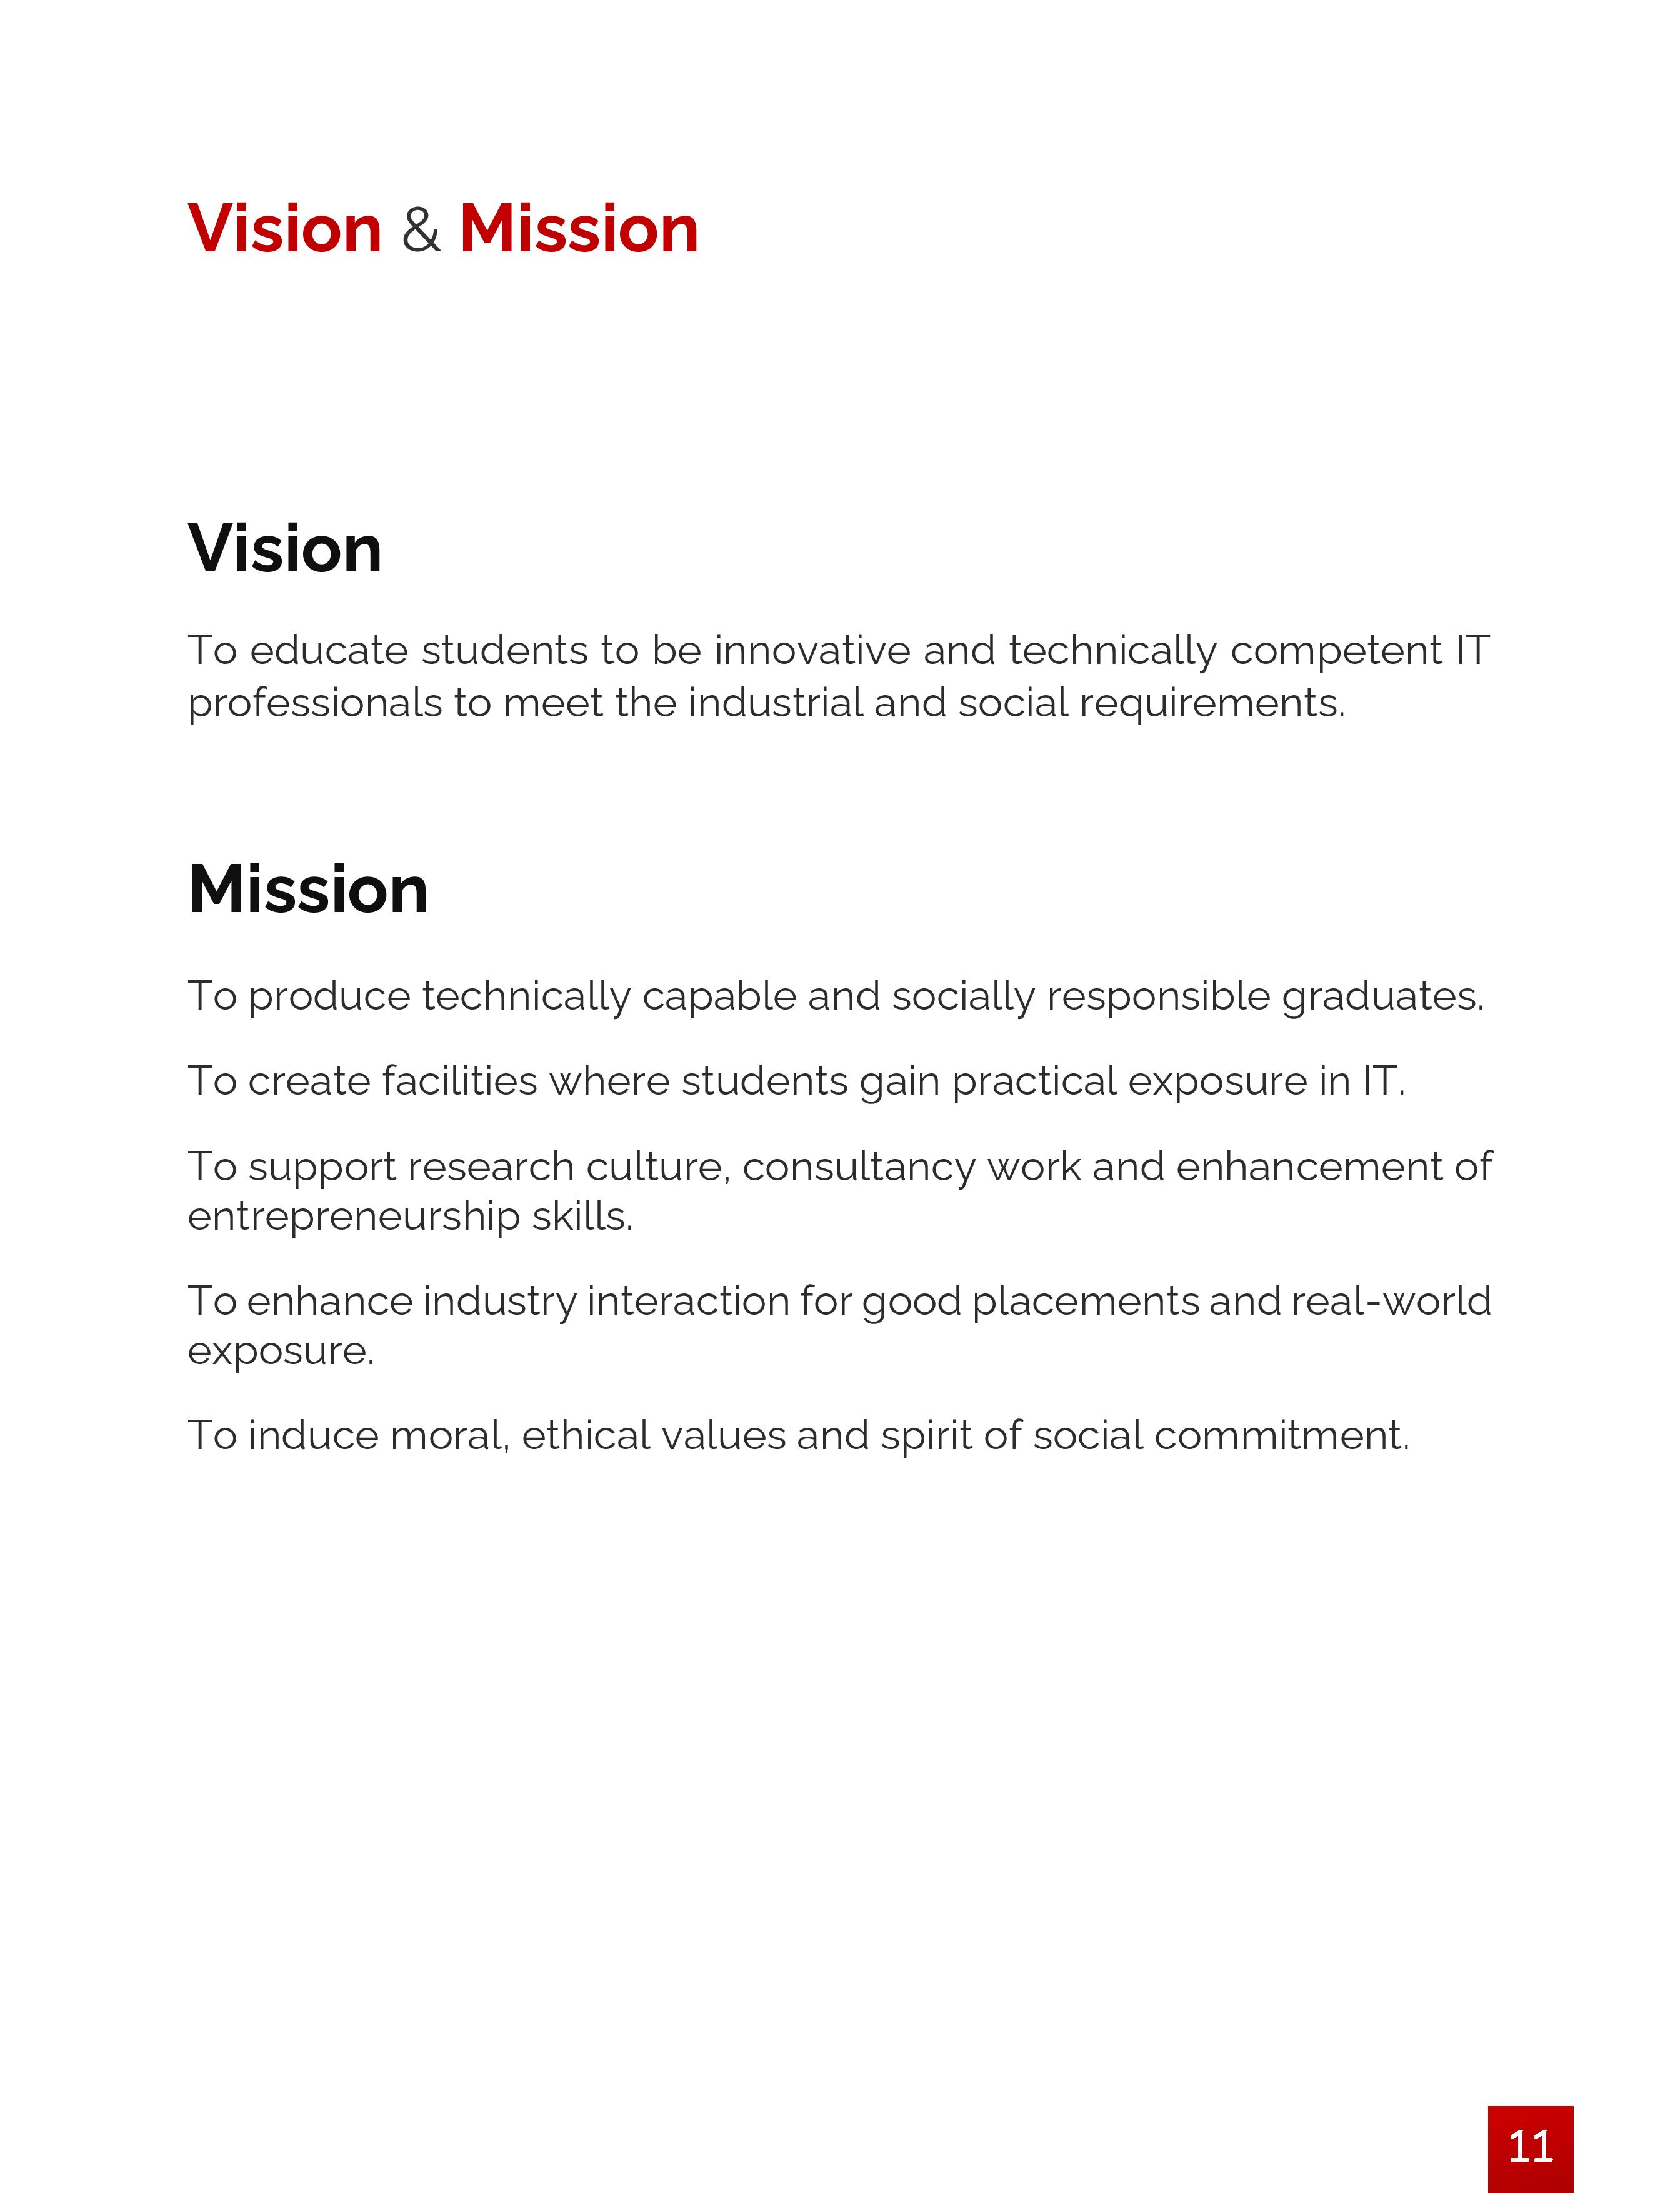 Vision & Mission
Vision
To educate students to be innovative and technically competent IT
professionals to meet the industrial and social requirements.
Mission
To produce technically capable and socially responsible graduates.
To create facilities where students gain practical exposure in IT.
To support research culture, consultancy work and enhancement of
entrepreneurship skills.
To enhance industry interaction for good placements and real-world
exposure.
To induce moral, ethical values and spirit of social commitment.
11